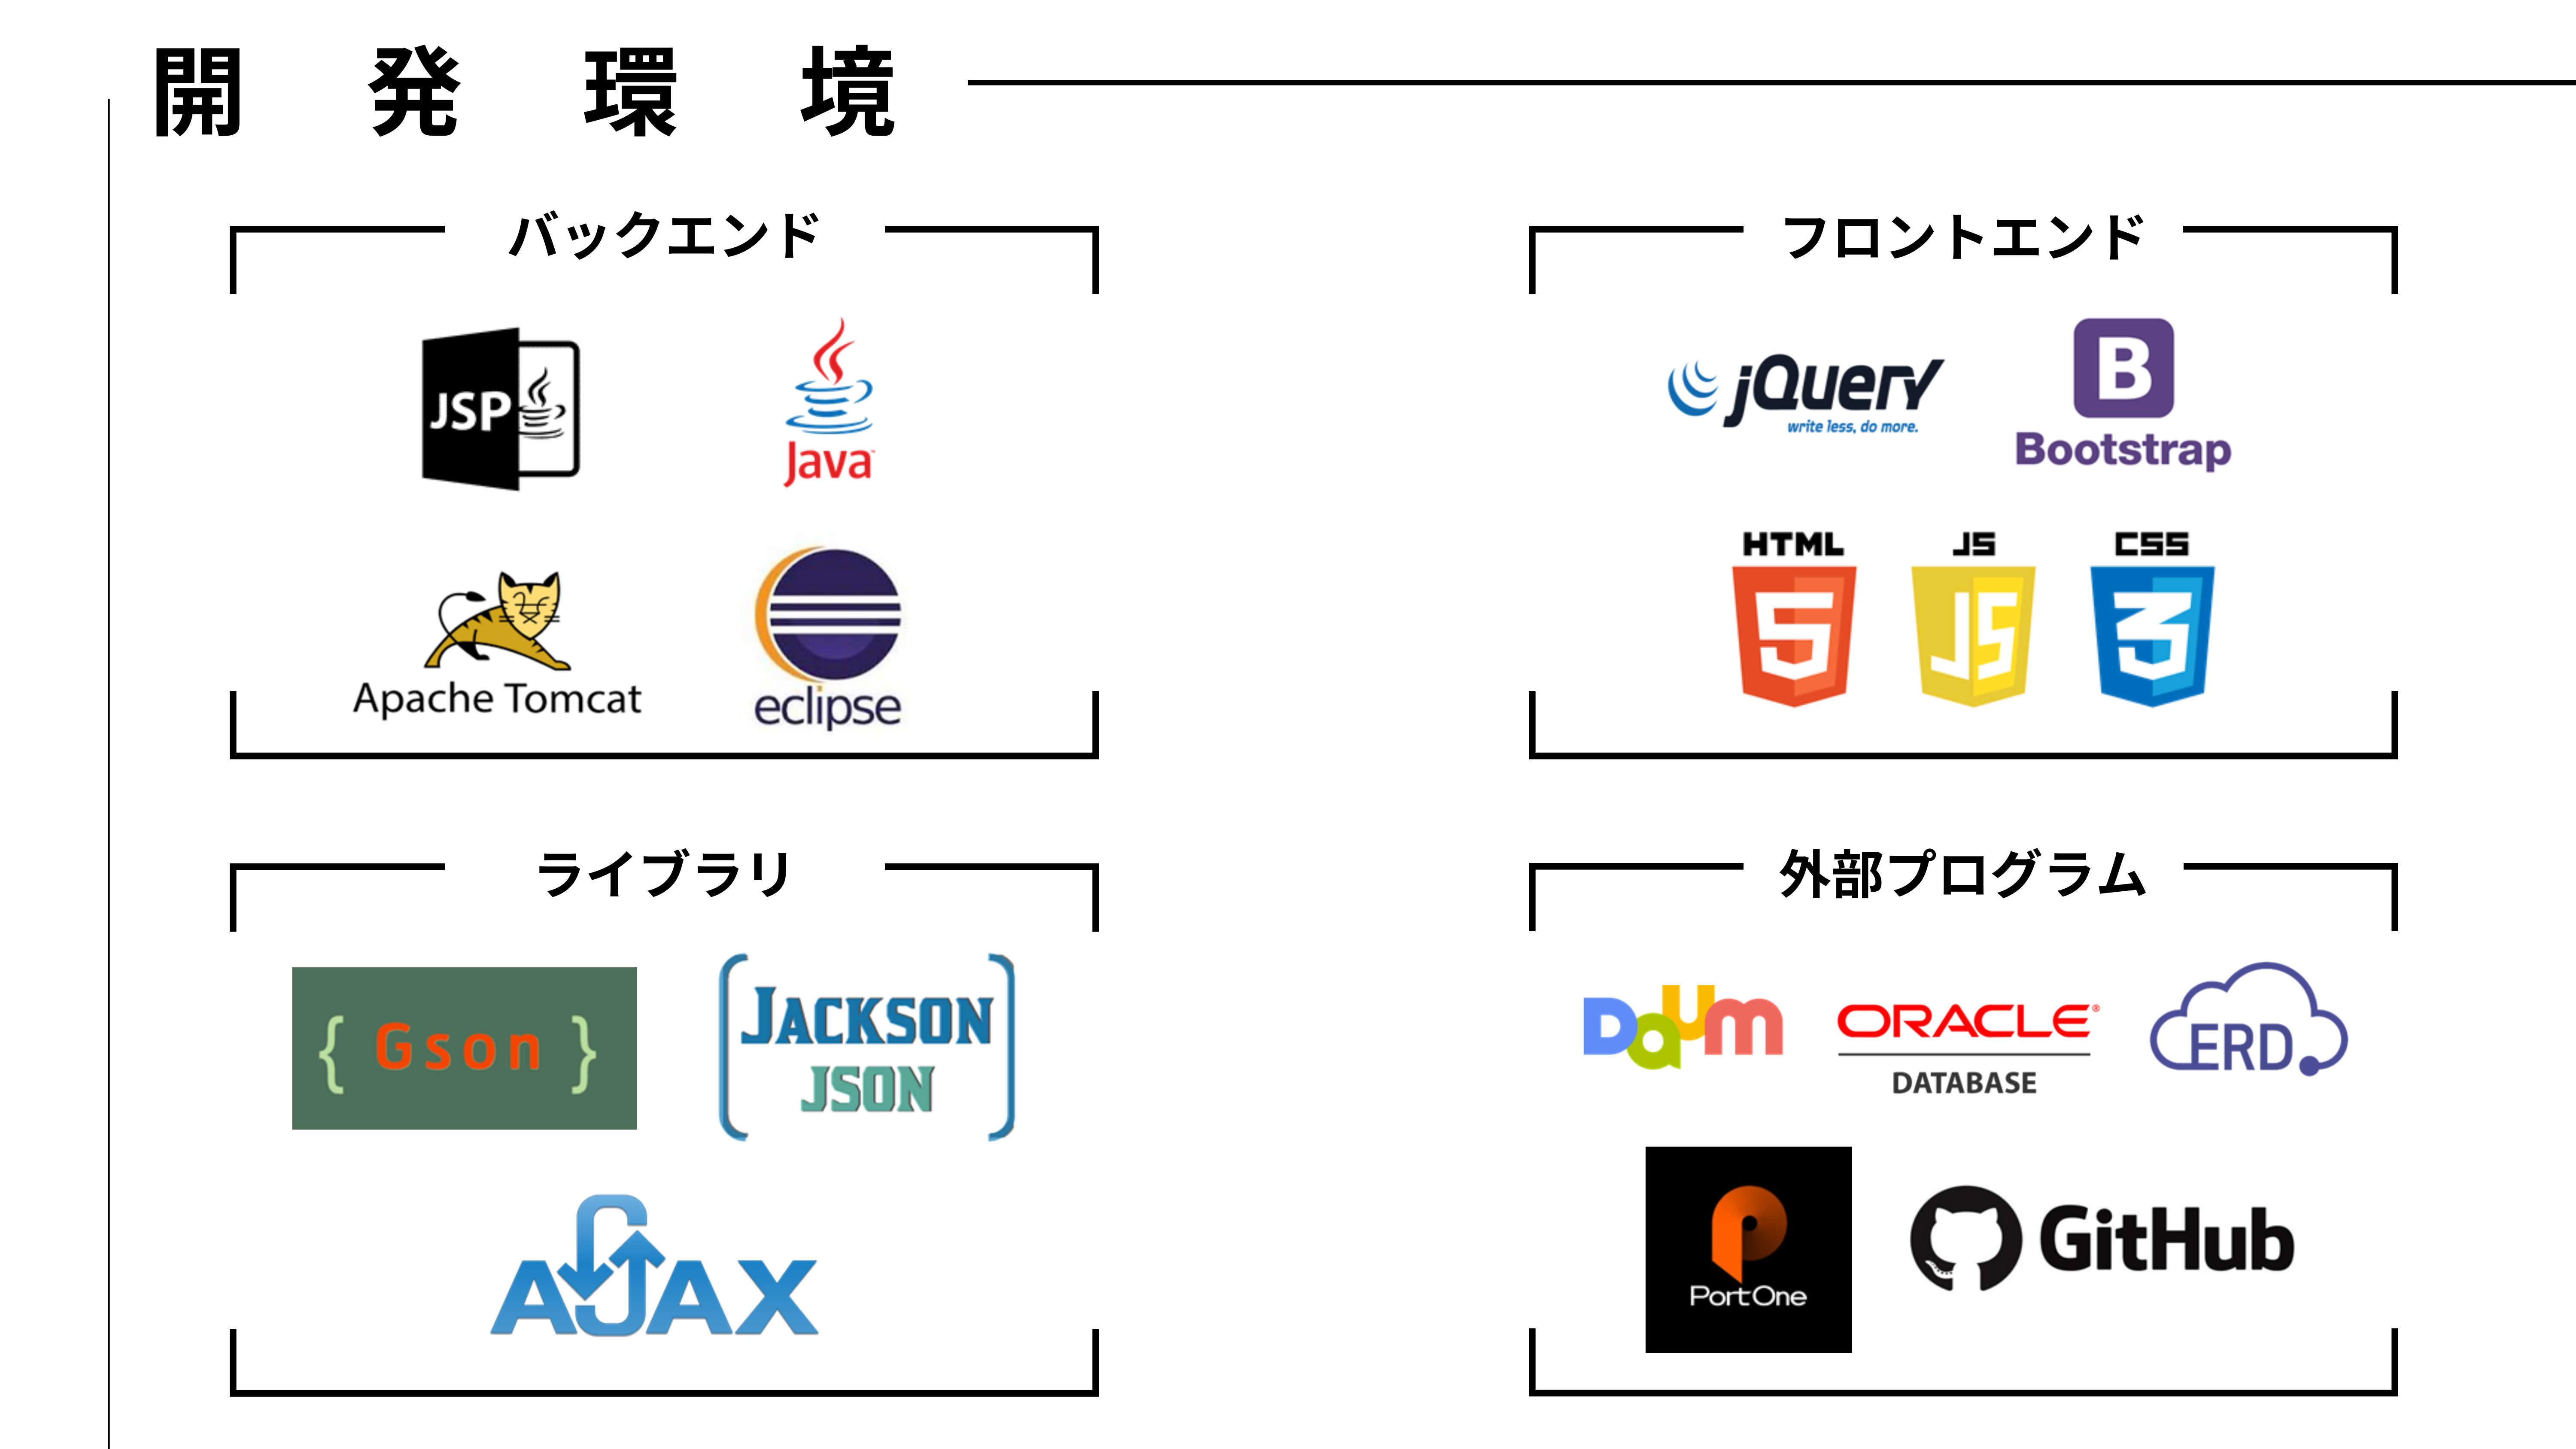 開発環境
バックエンド
JSP
Java
Apache Tomcat
eclipse
フロントエンド
jQuery
write less, do more.
B
Bootstrap
HTML
5
JS
JS
CSS
3
ライブラリ
{ Gson }
JACKSON
JSON
AJAX
外部プログラム
Daum
ORACLE®
DATABASE
ERD
PortOne
GitHub